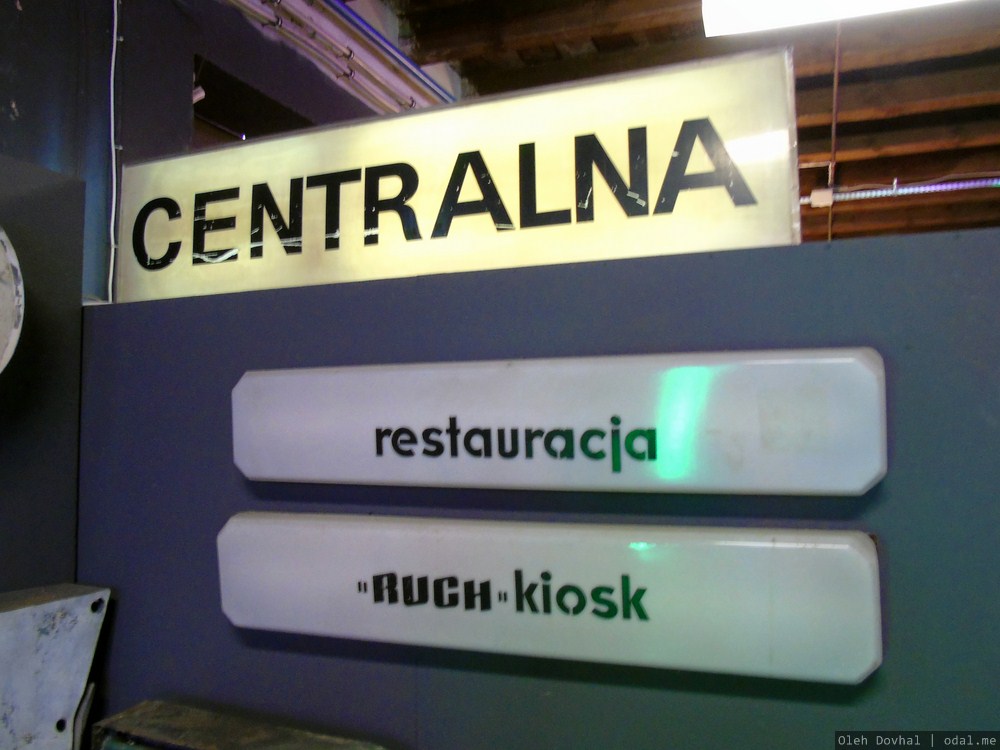 CENTRALNA
restauracja
"RUCH" kiosk
Oleh Dovhal | odal.me